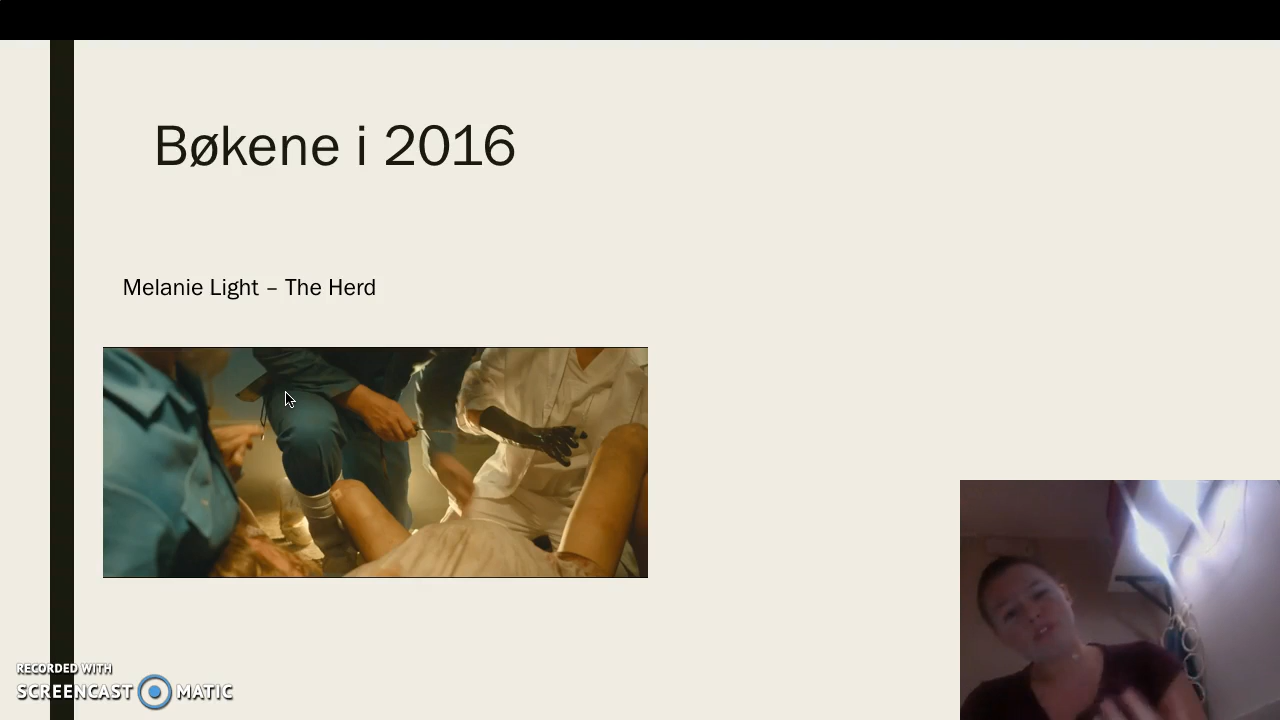 Bøkene i 2016
Melanie Light – The Herd
RECORDED WITH
SCREENCAST MATIC